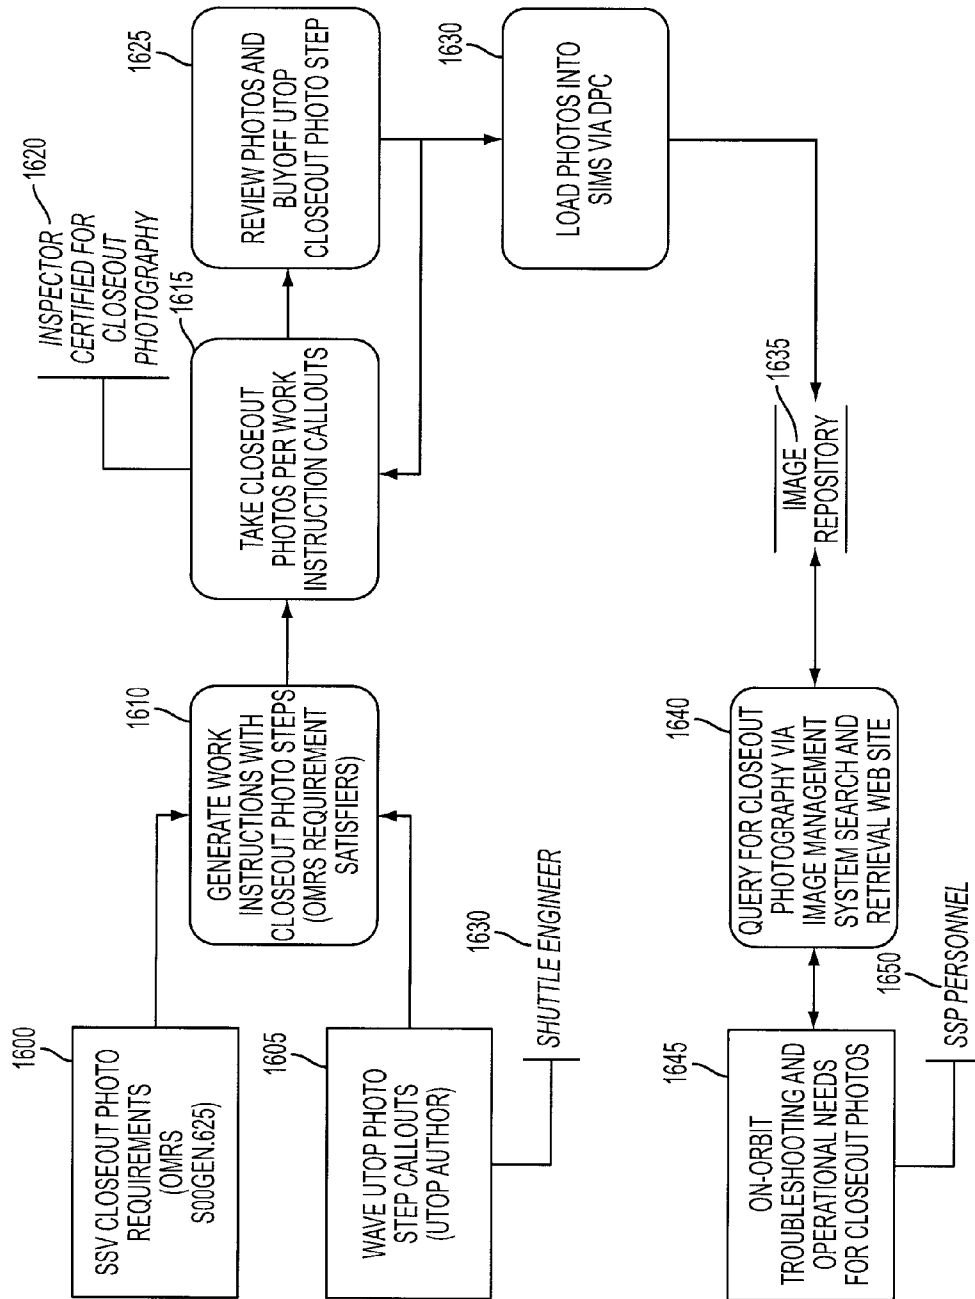 1600
SSV CLOSEOUT PHOTO
REQUIREMENTS
(OMRS
S00GEN.625)
1605
WAVE UTOP PHOTO
STEP CALLOUTS
(UTOP AUTHOR)
1630
SHUTTLE ENGINEER
1610
GENERATE WORK
INSTRUCTIONS WITH
CLOSEOUT PHOTO STEPS
(OMRS REQUIREMENT
SATISFIERS)
1620
INSPECTOR
CERTIFIED FOR
CLOSEOUT
PHOTOGRAPHY
1615
TAKE CLOSEOUT
PHOTOS PER WORK
INSTRUCTION CALLOUTS
1625
REVIEW PHOTOS AND
BUYOFF UTOP
CLOSEOUT PHOTO STEP
1630
LOAD PHOTOS INTO
SIMS VIA DPC
1635
IMAGE
REPOSITORY
1640
QUERY FOR CLOSEOUT
PHOTOGRAPHY VIA
IMAGE MANAGEMENT
SYSTEM SEARCH AND
RETRIEVAL WEB SITE
1645
ON-ORBIT
TROUBLESHOOTING AND
OPERATIONAL NEEDS
FOR CLOSEOUT PHOTOS
1650
SSP PERSONNEL